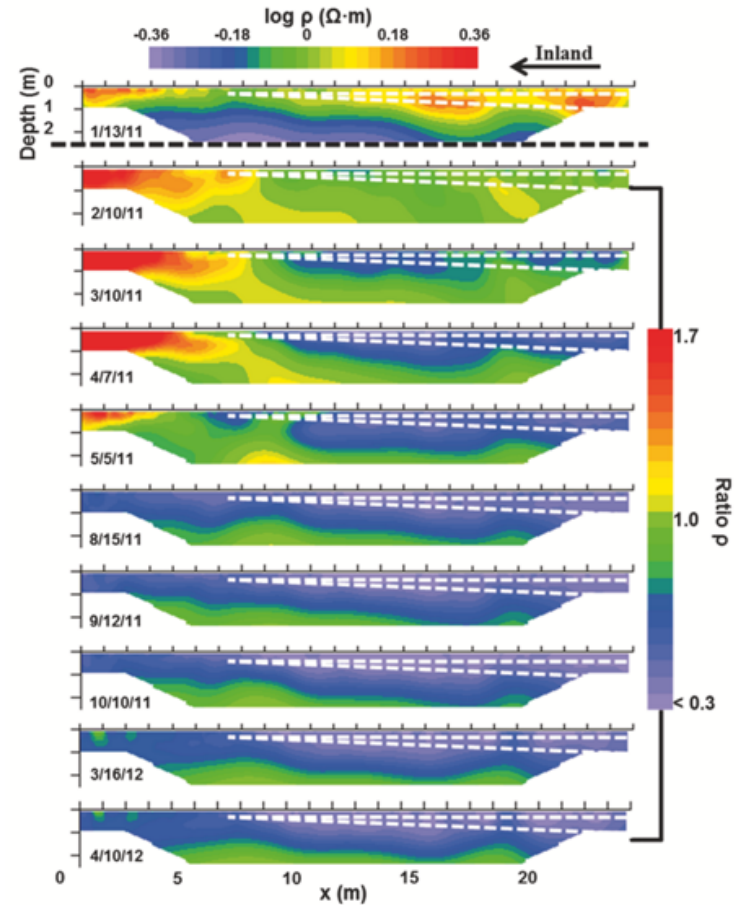 log ρ (Ω·m)
-0.36 -0.18 0 0.18 0.36
Inland
Depth (m)
0
1
2
1/13/11
2/10/11
3/10/11
4/7/11
5/5/11
8/15/11
9/12/11
10/10/11
3/16/12
4/10/12
1.7
1.0
< 0.3
Ratio ρ
0 5 10 15 20
x (m)